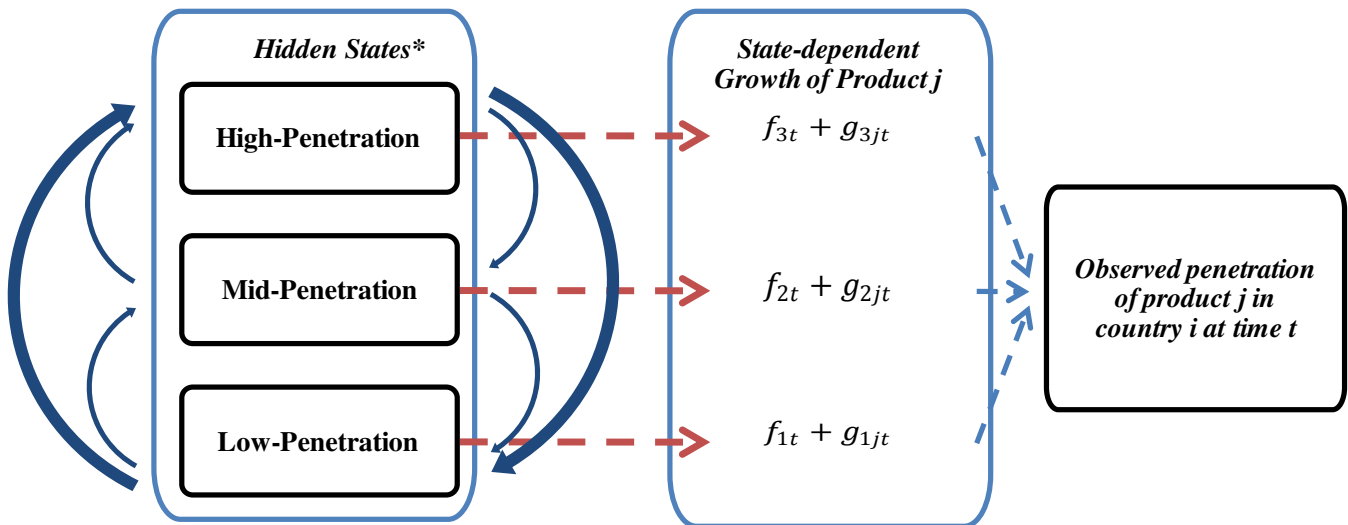 Hidden States*
High-Penetration
Mid-Penetration
Low-Penetration
State-dependent
Growth of Product j
f₃ₜ + g₃ⱼₜ
f₂ₜ + g₂ⱼₜ
f₁ₜ + g₁ⱼₜ
Observed penetration
of product j in
country i at time t